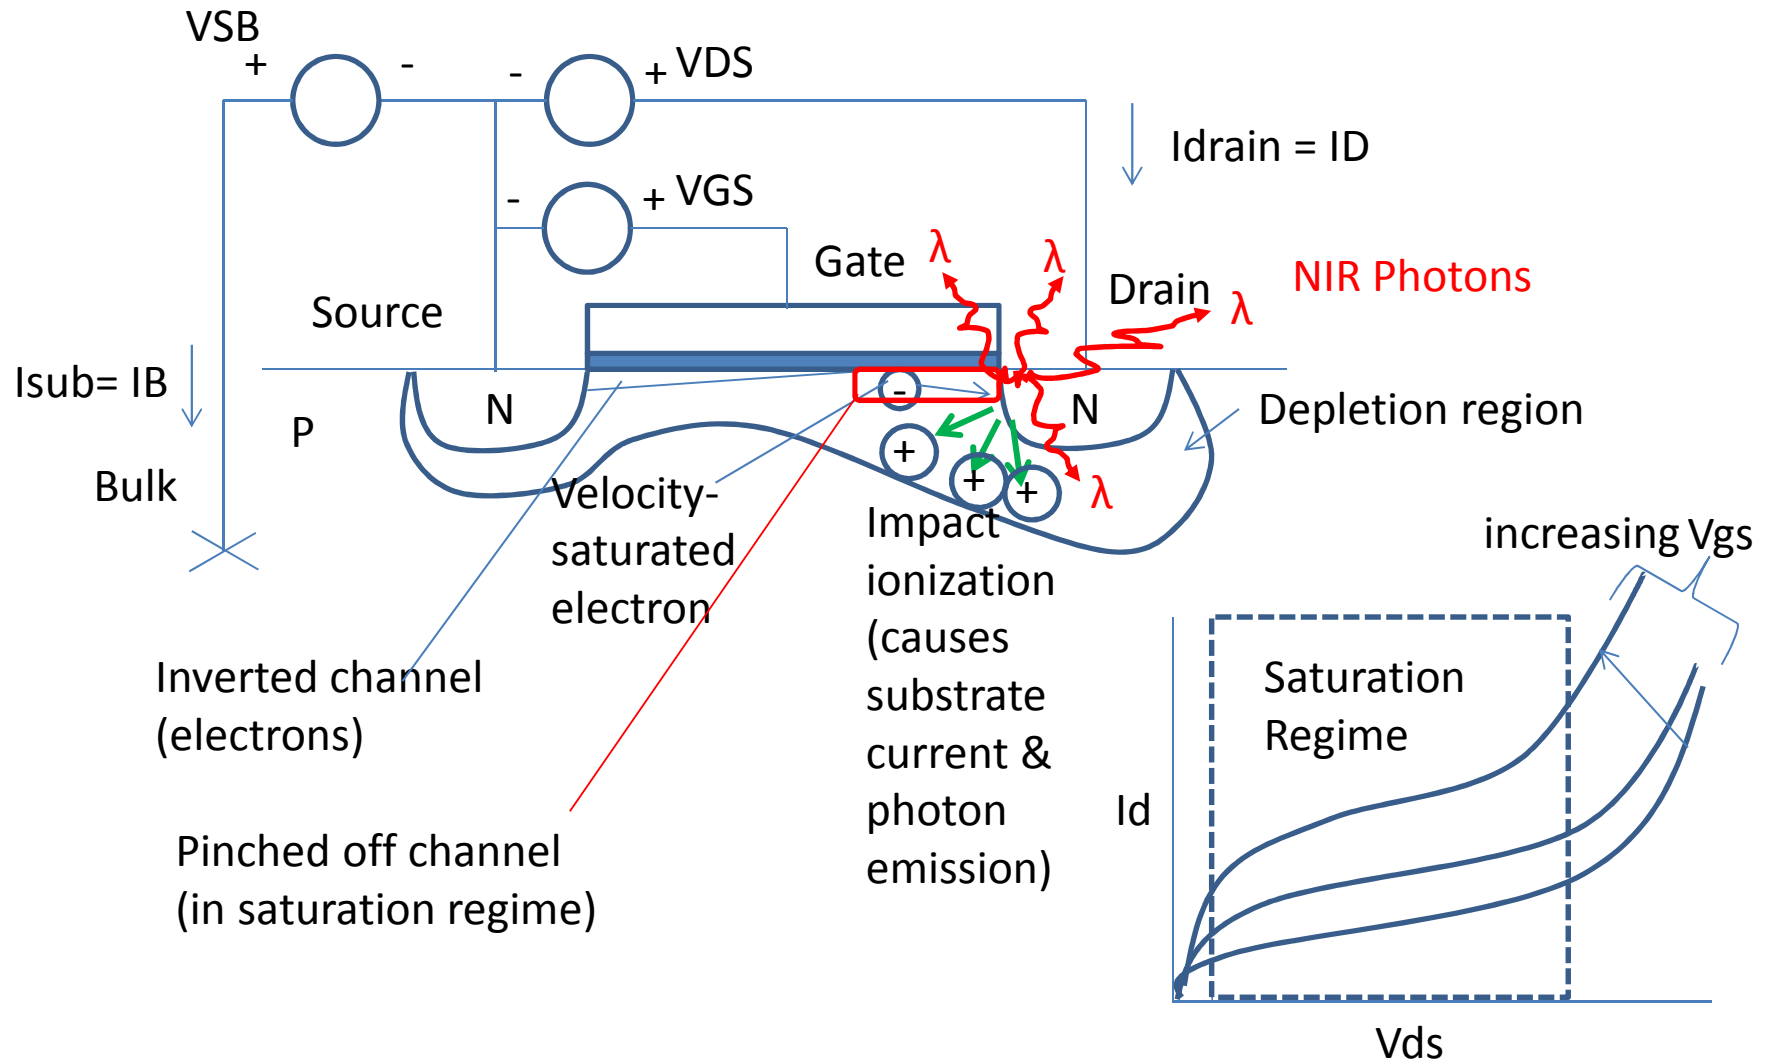 VSB
+
-
-
+ VDS
Idrain = ID
-
+ VGS
Gate
λ
λ
Drain
λ
NIR Photons
Source
Isub= IB
P
N
-
N
Depletion region
Bulk
+
+
+
λ
Velocity-
saturated
electron
Impact
ionization
(causes
substrate
current &
photon
emission)
increasing Vgs
Inverted channel
(electrons)
Pinched off channel
(in saturation regime)
Saturation
Regime
Id
Vds